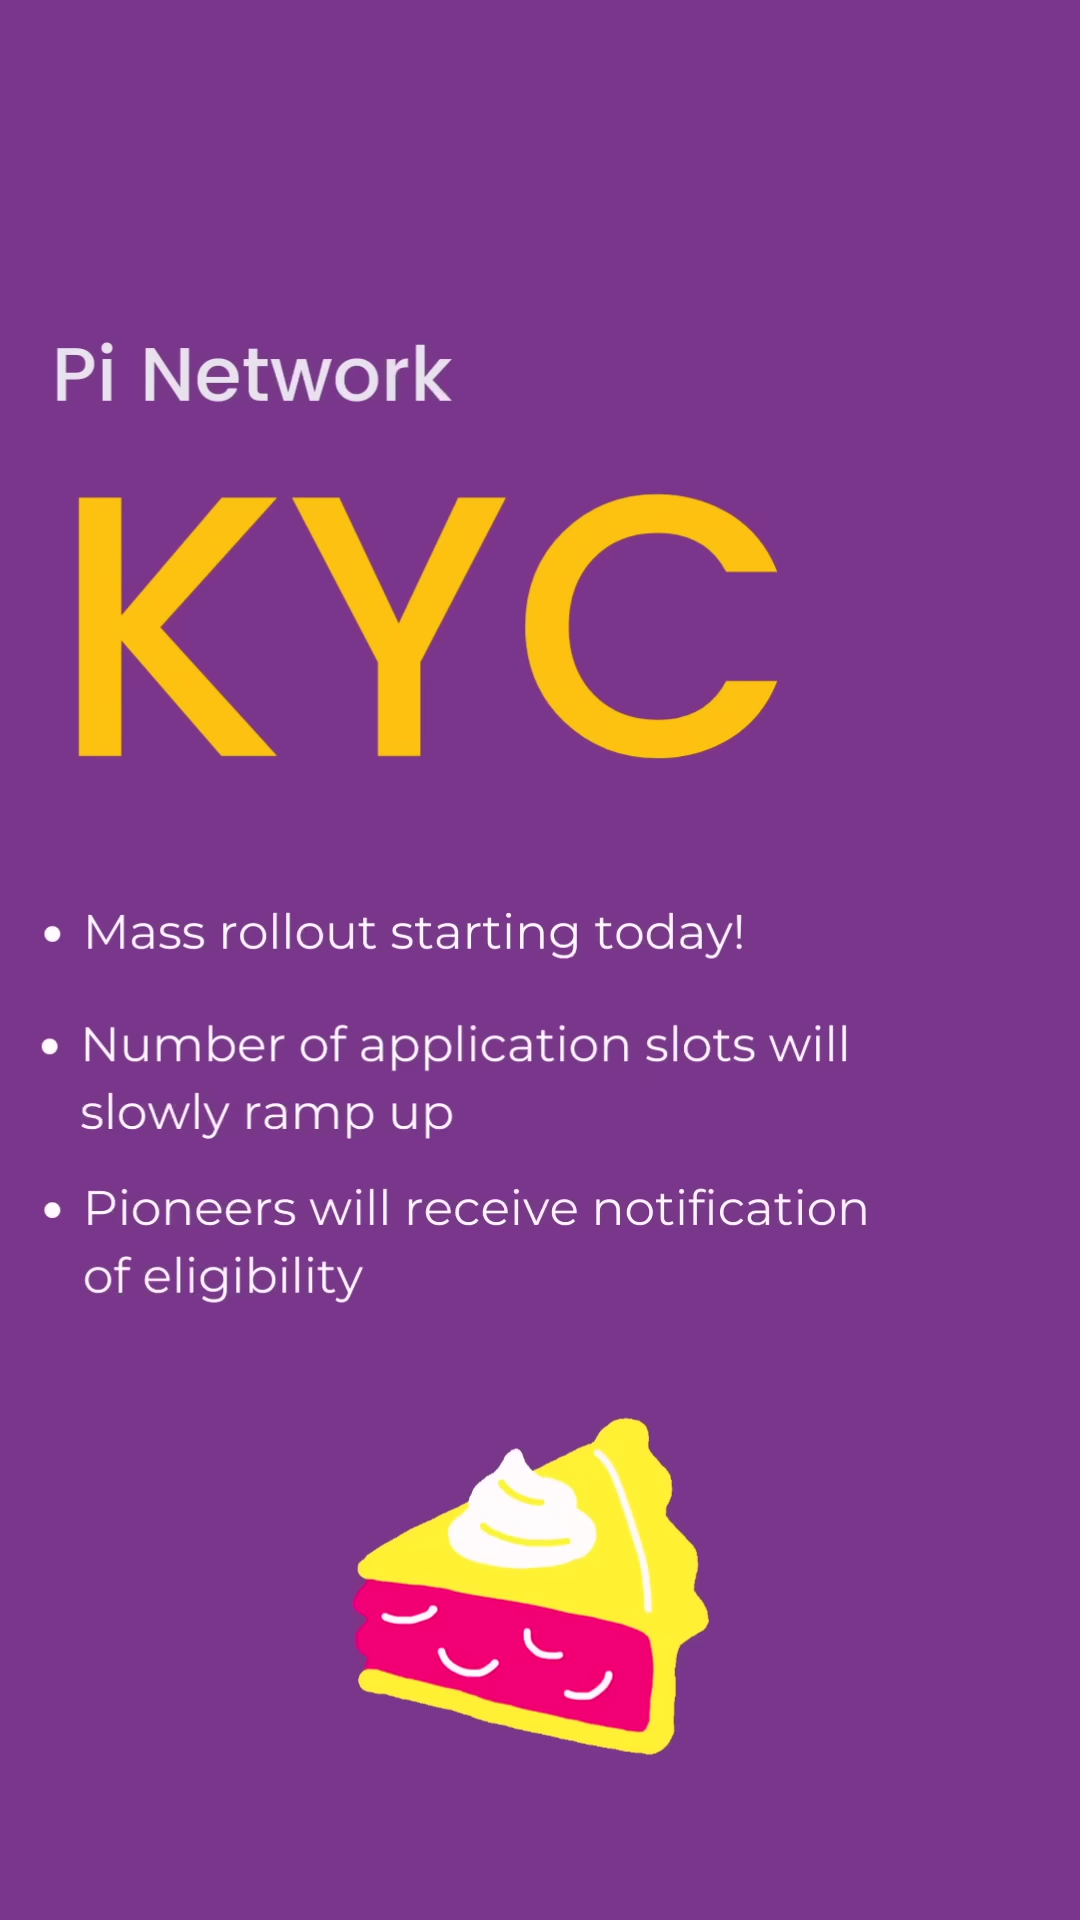 Pi Network
KYC
• Mass rollout starting today!
• Number of application slots will
slowly ramp up
• Pioneers will receive notification
of eligibility